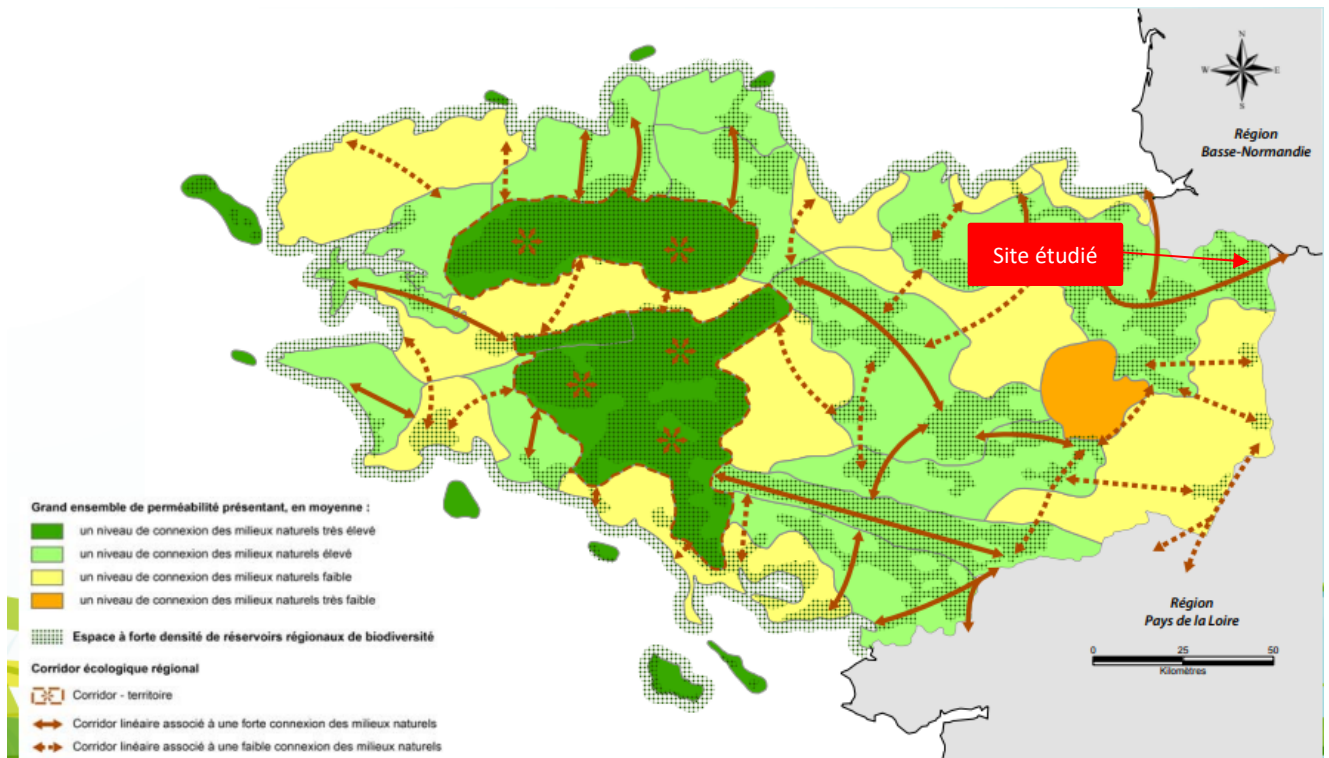 N
W
E
S
Région
Basse-Normandie
Site étudié
Grand ensemble de perméabilité présentant, en moyenne :
un niveau de connexion des milieux naturels très élevé
un niveau de connexion des milieux naturels élevé
un niveau de connexion des milieux naturels faible
un niveau de connexion des milieux naturels très faible
Espace à forte densité de réservoirs régionaux de biodiversité
Corridor écologique régional
Corridor - territoire
Corridor linéaire associé à une forte connexion des milieux naturels
Corridor linéaire associé à une faible connexion des milieux naturels
Région
Pays de la Loire
0 25 50
Kilomètres